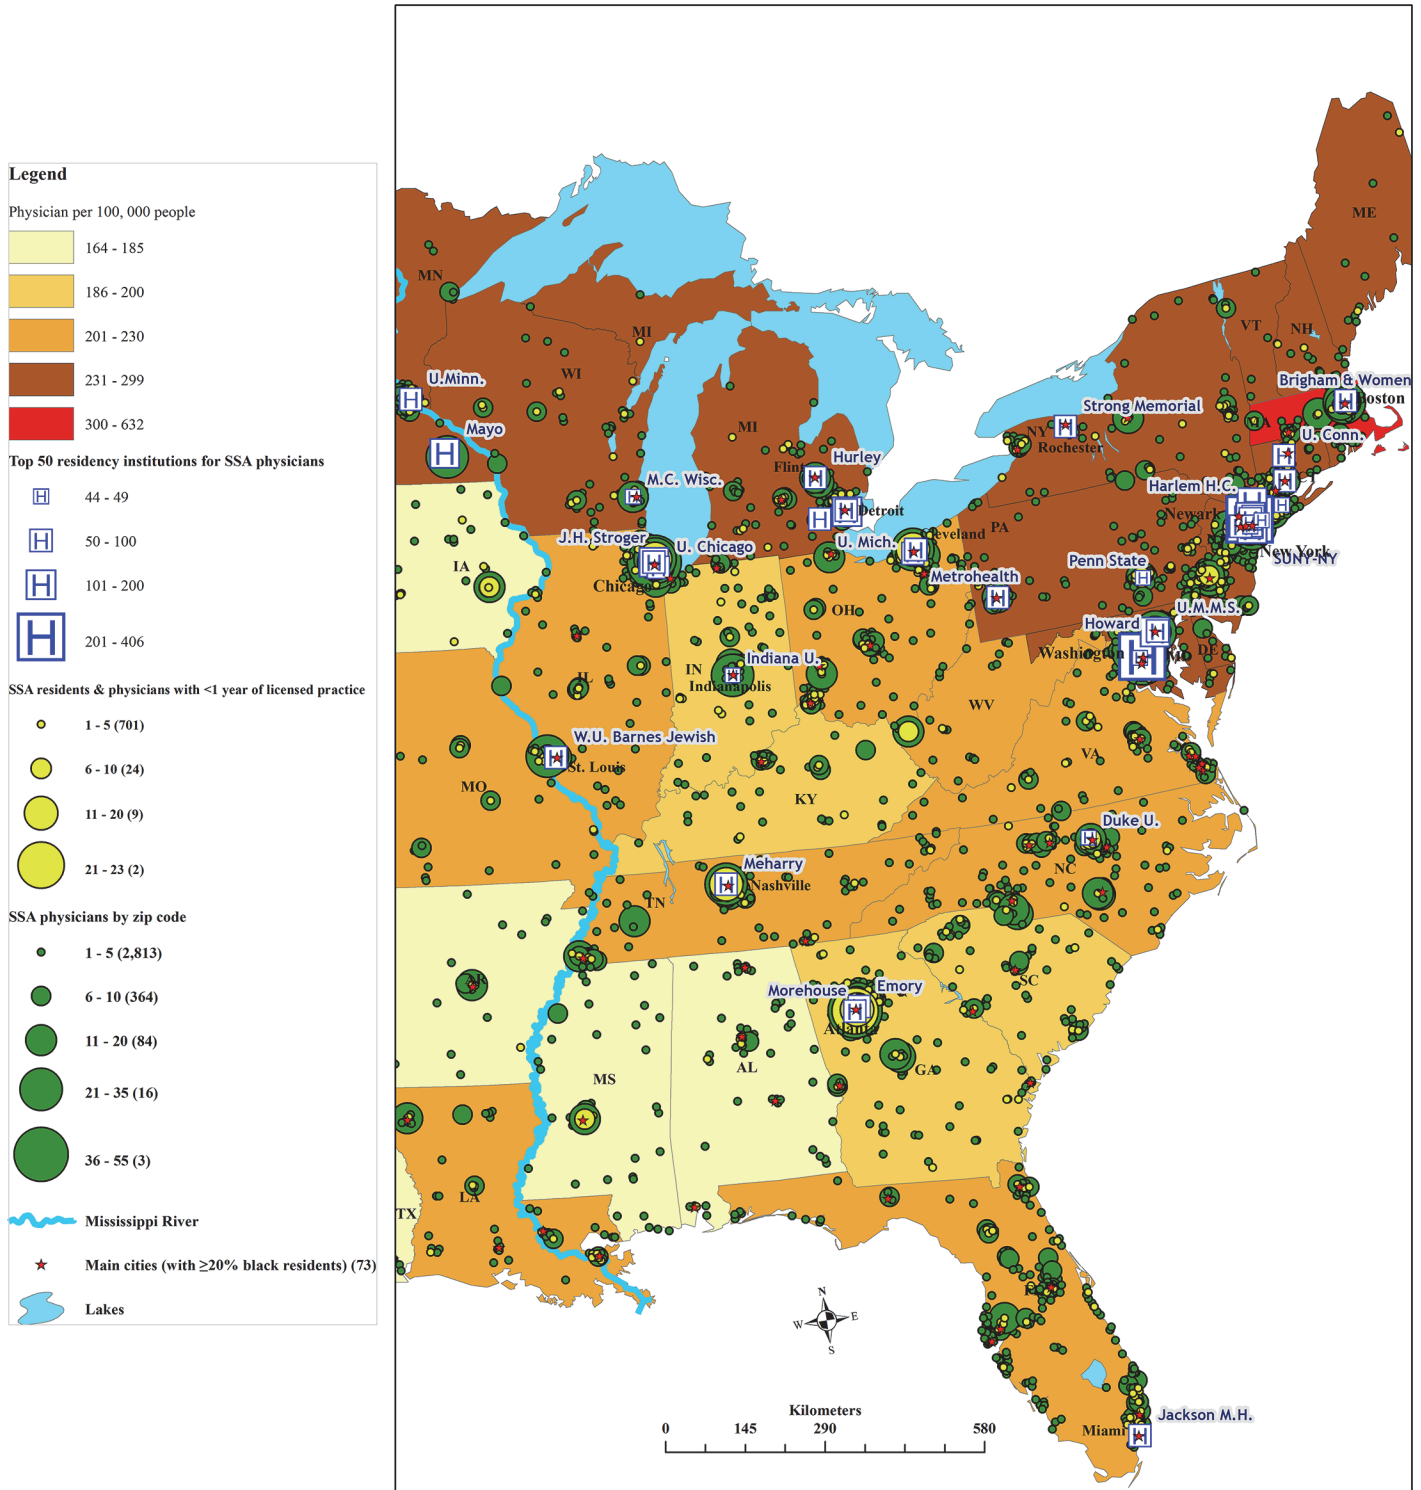 Legend
Physician per 100, 000 people
164 - 185
186 - 200
201 - 230
231 - 299
300 - 632
Top 50 residency institutions for SSA physicians
H 44 - 49
H 50 - 100
H 101 - 200
H 201 - 406
SSA residents & physicians with <1 year of licensed practice
1 - 5 (701)
6 - 10 (24)
11 - 20 (9)
21 - 23 (2)
SSA physicians by zip code
1 - 5 (2,813)
6 - 10 (364)
11 - 20 (84)
21 - 35 (16)
36 - 55 (3)
Mississippi River
Main cities (with ≥20% black residents) (73)
Lakes
ME
MN
VT
NH
MI
WI
U.Minn.
Brigham & Women
Boston
Strong Memorial
MI
Mayo
NY
Rochester
U. Conn.
Flint
Hurley
M.C. Wisc.
Harlem H.C.
Detroit
Newark
PA
J.H. Stroger
U. Chicago
U. Mich.
Cleveland
New York
SUNY-NY
IA
Chicago
Metrohealth
Penn State
OH
U.M.M.S.
Howard
Washington
DE
IN
Indiana U.
Indianapolis
IL
WV
W.U. Barnes Jewish
St. Louis
VA
MO
KY
Duke U.
Meharry
Nashville
NC
TN
AR
SC
Morehouse
Emory
Atlanta
GA
AL
MS
LA
TX
N
W
E
S
Kilometers
0 145 290 580
Jackson M.H.
Miami